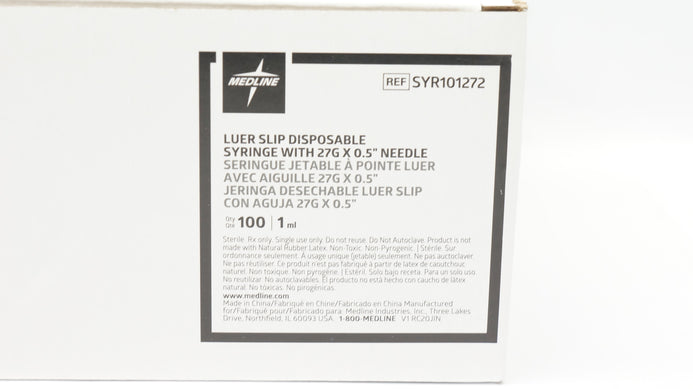 MEDLINE
REF SYR101272
LUER SLIP DISPOSABLE
SYRINGE WITH 27G X 0.5" NEEDLE
SERINGUE JETABLE À POINTE LUER
AVEC AIGUILLE 27G X 0.5"
JERINGA DESECHABLE LUER SLIP
CON AGUJA 27G X 0.5"
Qty
Qté 100 | 1 ml
Sterile. Rx only. Single use only. Do not reuse. Do Not Autoclave. Product is not
made with Natural Rubber Latex. Non-Toxic. Non-Pyrogenic. | Stérile. Sur
ordonnance seulement. À usage unique (jetable) seulement. Ne pas autoclaver.
Ne pas réutiliser. Ce produit n'est pas fabriqué à partir de latex de caoutchouc
naturel. Non toxique. Non pyrogène. | Estéril. Solo bajo receta. Para un solo uso.
No reutilizar. No autoclavables. El producto no está hecho con caucho de látex
natural. No tóxicas. No pirogénicas.
www.medline.com
Made in China/Fabriqué en Chine/Fabricado en China Manufactured
for/Fabriqué pour/Fabricado para: Medline Industries, Inc., Three Lakes
Drive, Northfield, IL 60093 USA 1-800-MEDLINE V1 RC20JIN